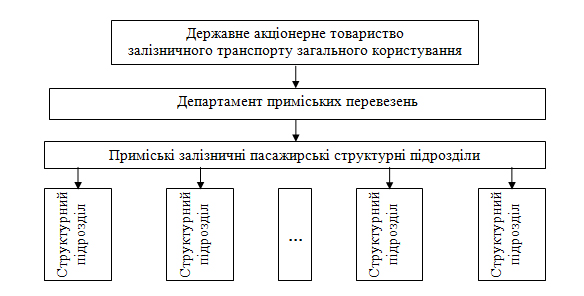 Державне акціонерне товариство
залізничного транспорту загального користування
Департамент приміських перевезень
Приміські залізничні пасажирські структурні підрозділи
Структурний
підрозділ
Структурний
підрозділ
...
Структурний
підрозділ
Структурний
підрозділ